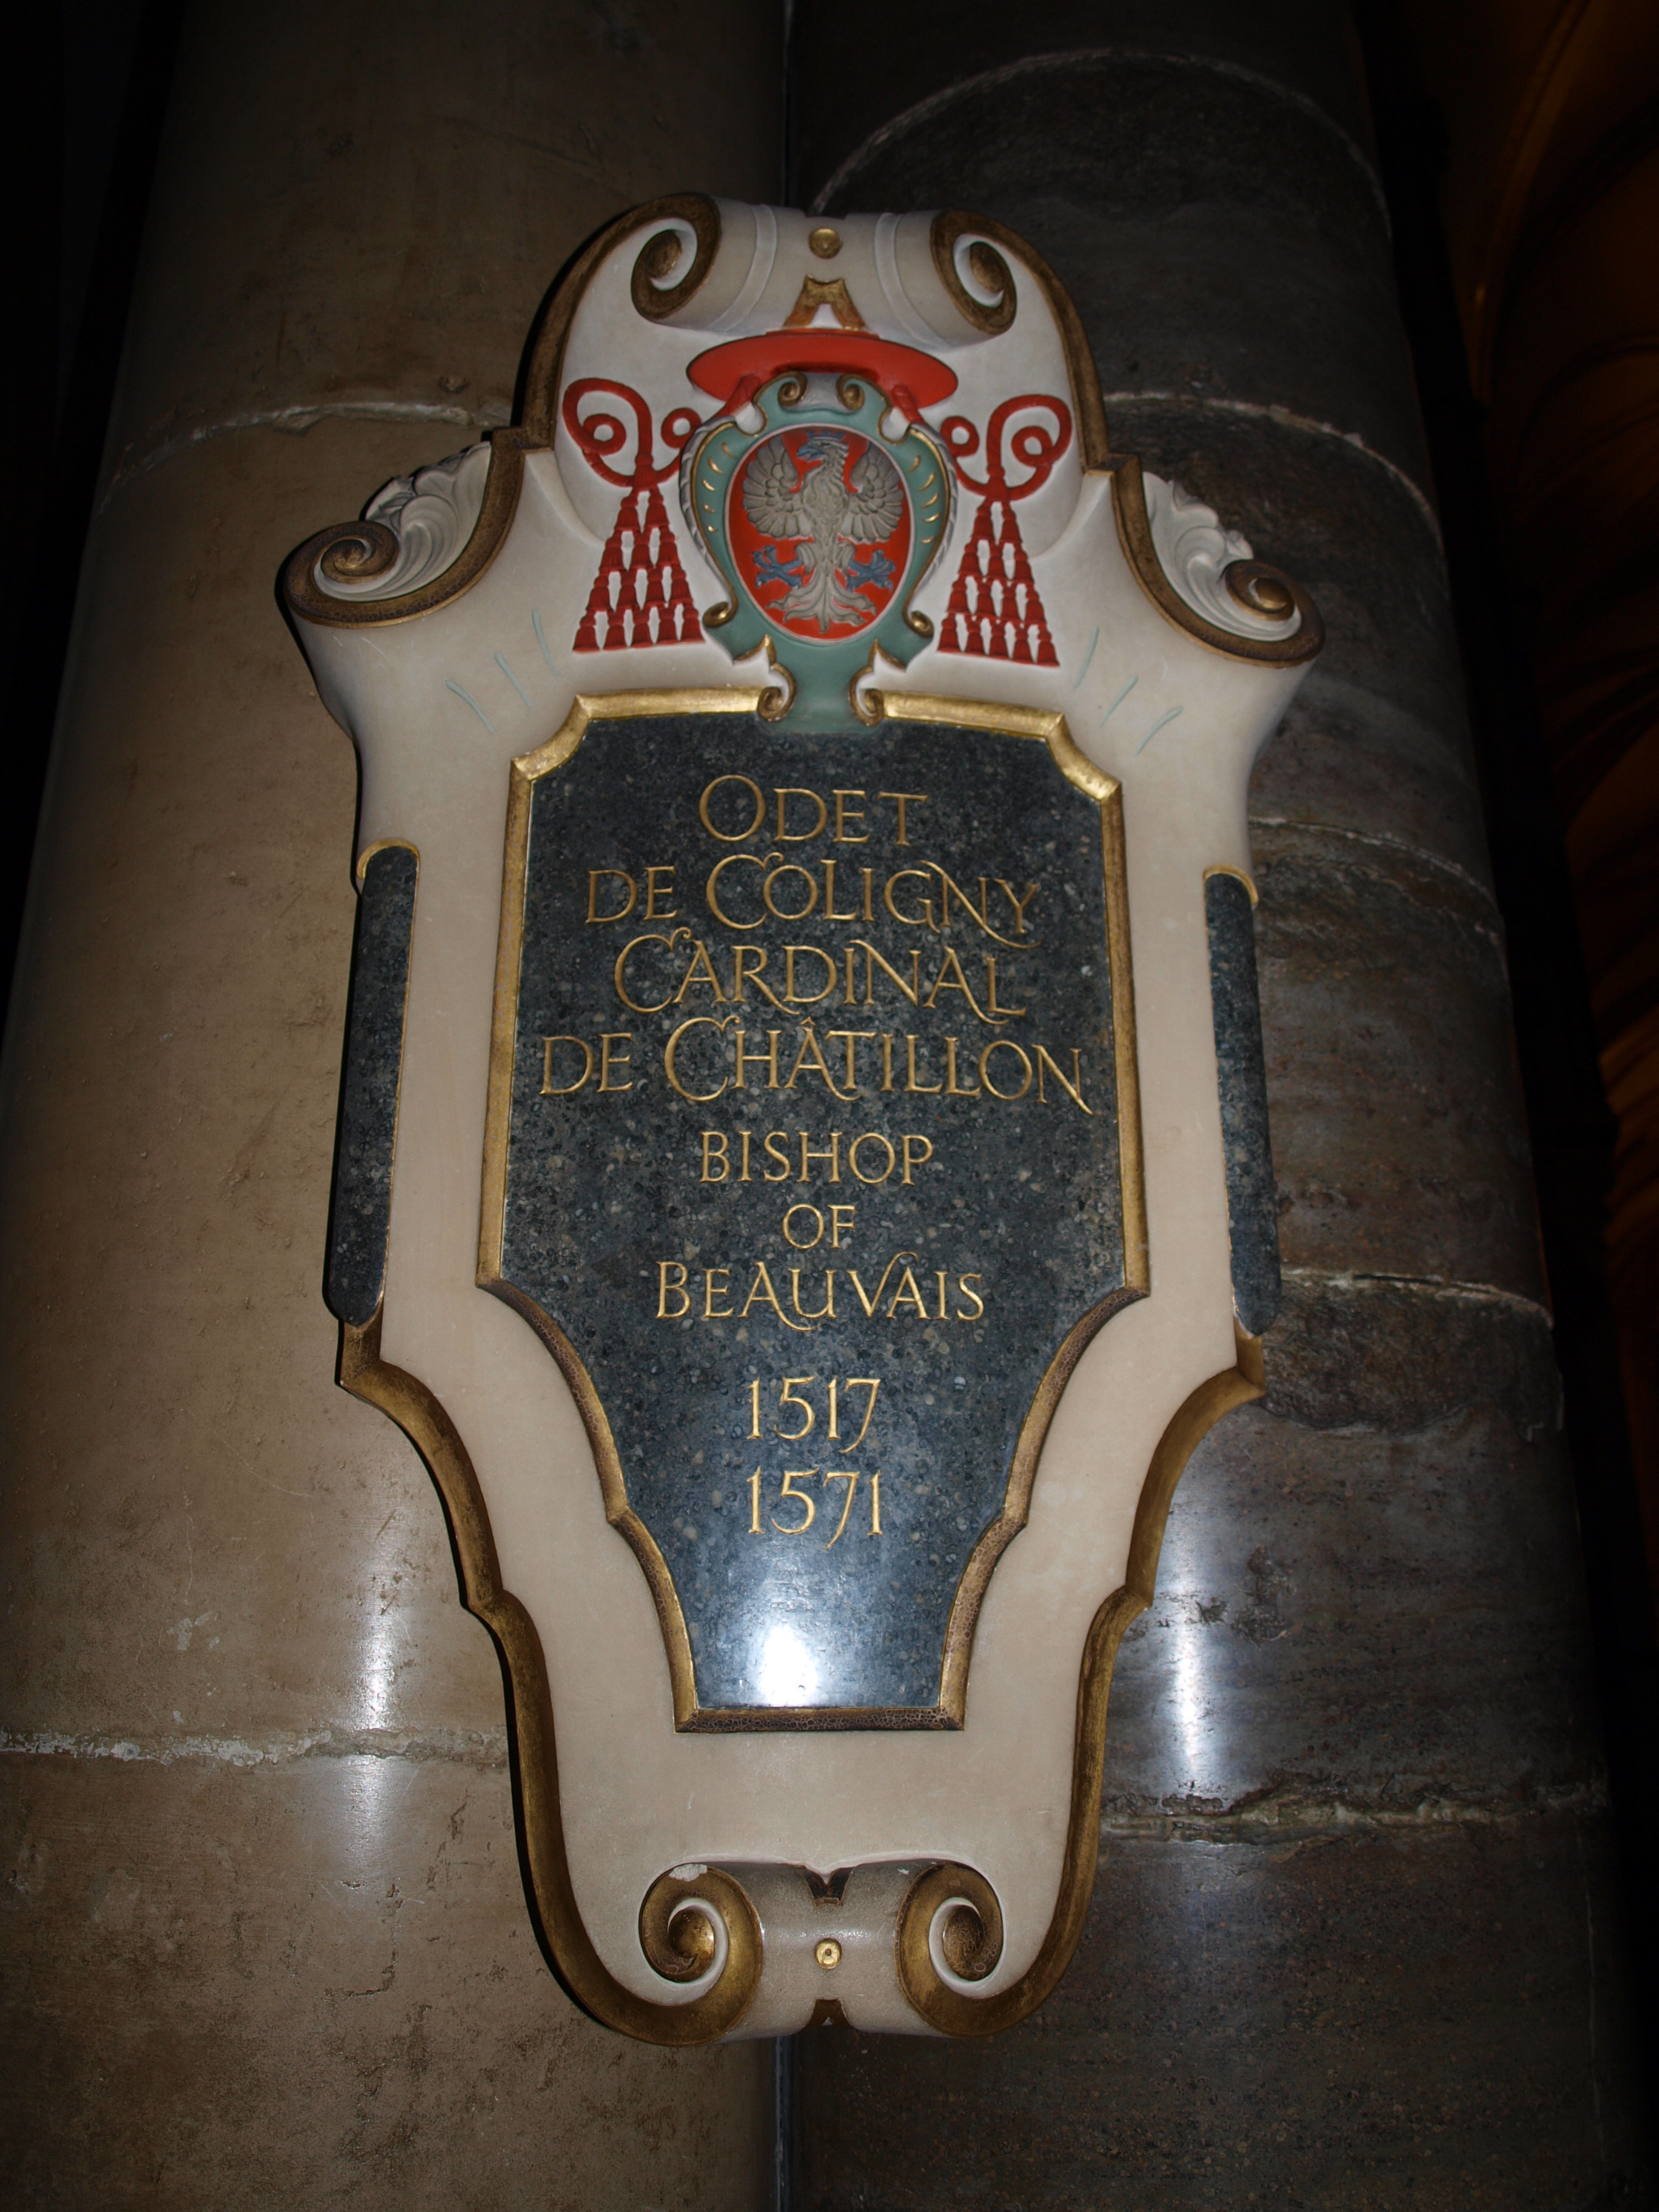 ODET
DE COLIGNY
CARDINAL
DE CHÂTILLON
BISHOP
OF
BEAUVAIS
1517
1571